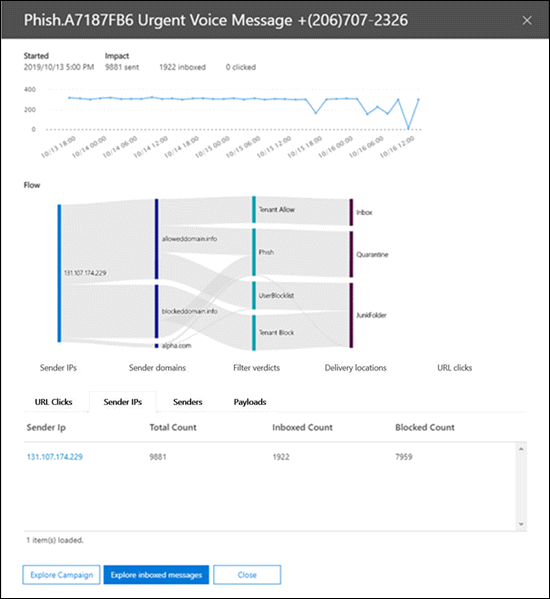 Phish.A7187FB6 Urgent Voice Message +(206)707-2326
Started Impact
2019/10/13 5:00 PM 9881 sent 1922 inboxed 0 clicked
400
200
0
10/13 18:00 10/14 00:00 10/14 06:00 10/14 12:00 10/14 18:00 10/15 00:00 10/15 06:00 10/15 12:00 10/15 18:00 10/16 00:00 10/16 06:00 10/16 12:00
Flow
Tenant Allow Inbox
alloweddomain.info
Phish Quarantine
131.107.174.229
UserBlocklist
blockeddomain.info JunkFolder
Tenant Block
alpha.com
Sender IPs Sender domains Filter verdicts Delivery locations URL clicks
URL Clicks Sender IPs Senders Payloads
Sender Ip Total Count Inboxed Count Blocked Count
131.107.174.229 9881 1922 7959
1 item(s) loaded.
Explore Campaign Explore inboxed messages Close